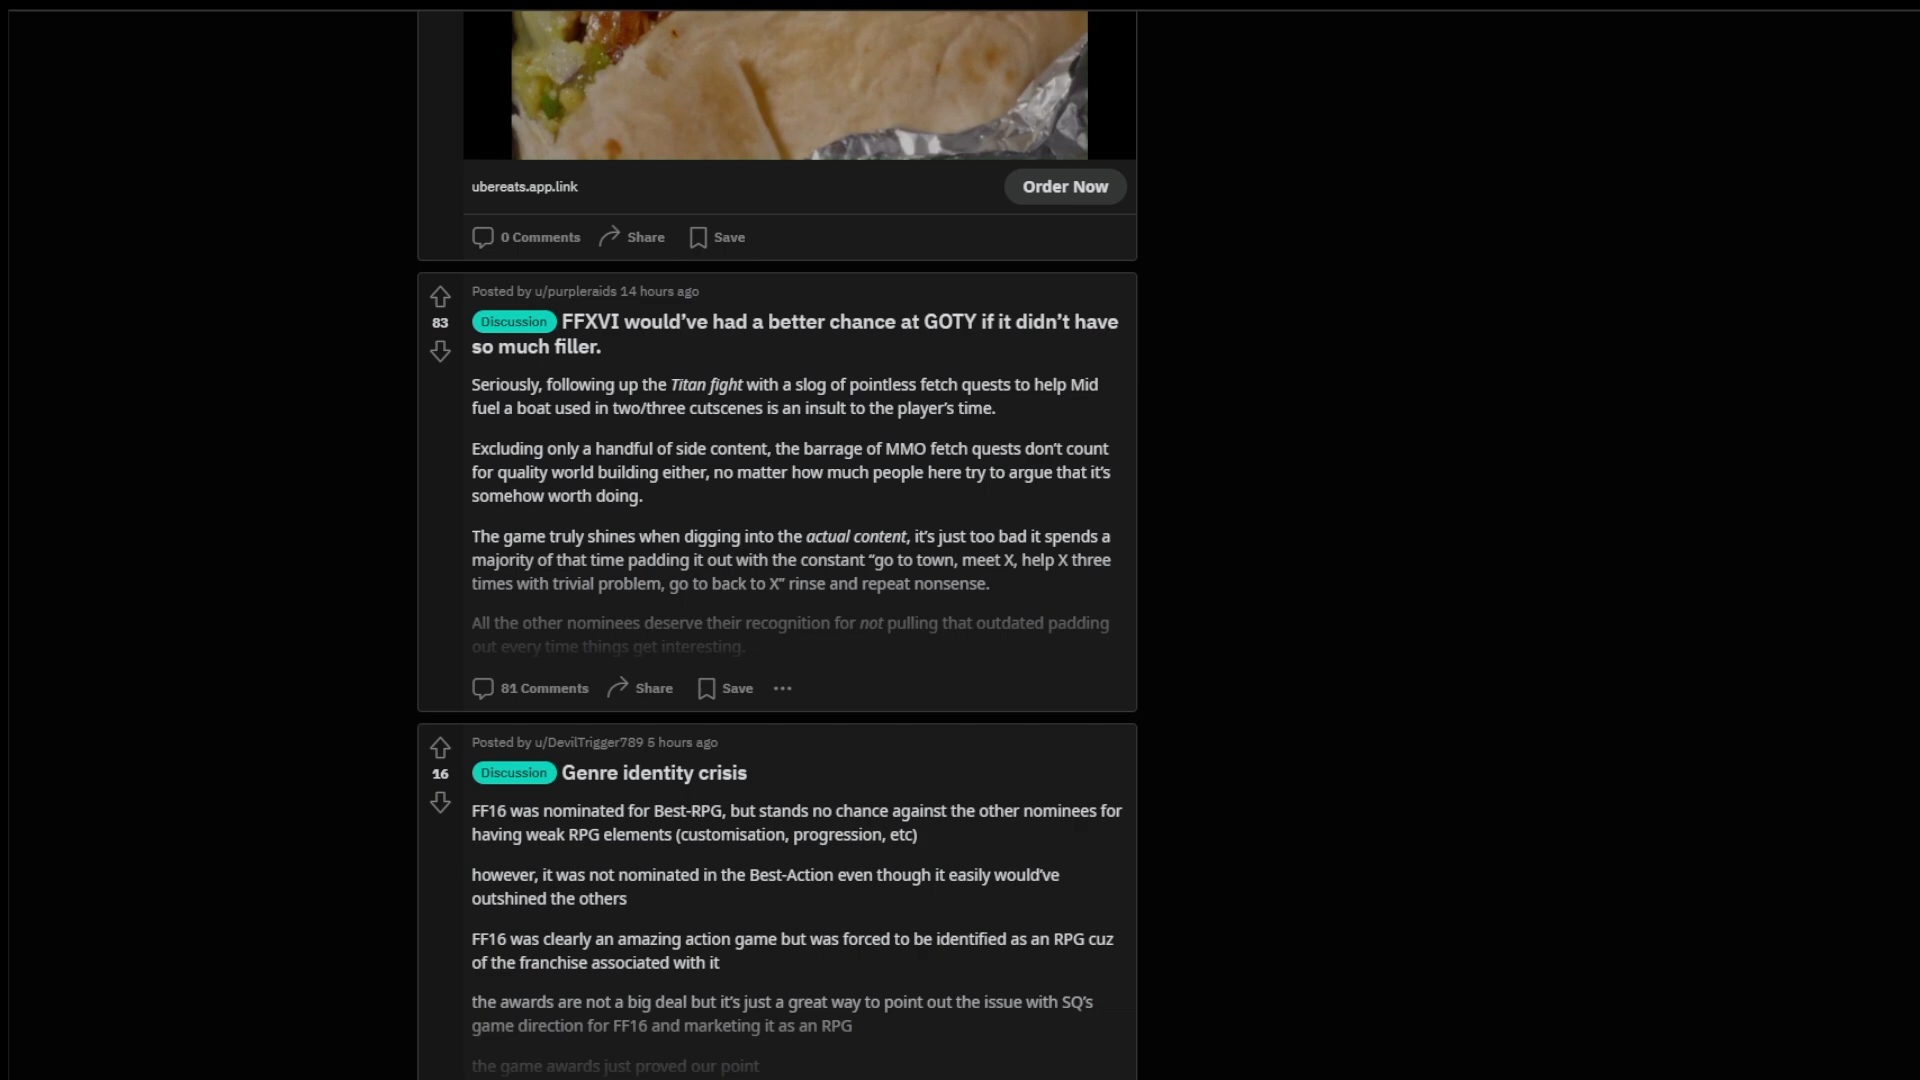 ubereats.app.link
Order Now
0 Comments Share Save
Posted by u/purpleraids 14 hours ago
83
Discussion FFXVI would’ve had a better chance at GOTY if it didn’t have
so much filler.
Seriously, following up the Titan fight with a slog of pointless fetch quests to help Mid
fuel a boat used in two/three cutscenes is an insult to the player’s time.
Excluding only a handful of side content, the barrage of MMO fetch quests don’t count
for quality world building either, no matter how much people here try to argue that it’s
somehow worth doing.
The game truly shines when digging into the actual content, it’s just too bad it spends a
majority of that time padding it out with the constant “go to town, meet X, help X three
times with trivial problem, go to back to X” rinse and repeat nonsense.
All the other nominees deserve their recognition for not pulling that outdated padding
out every time things get interesting.
81 Comments Share Save
Posted by u/DevilTrigger789 5 hours ago
16
Discussion Genre identity crisis
FF16 was nominated for Best-RPG, but stands no chance against the other nominees for
having weak RPG elements (customisation, progression, etc)
however, it was not nominated in the Best-Action even though it easily would’ve
outshined the others
FF16 was clearly an amazing action game but was forced to be identified as an RPG cuz
of the franchise associated with it
the awards are not a big deal but it’s just a great way to point out the issue with SQ’s
game direction for FF16 and marketing it as an RPG
the game awards just proved our point